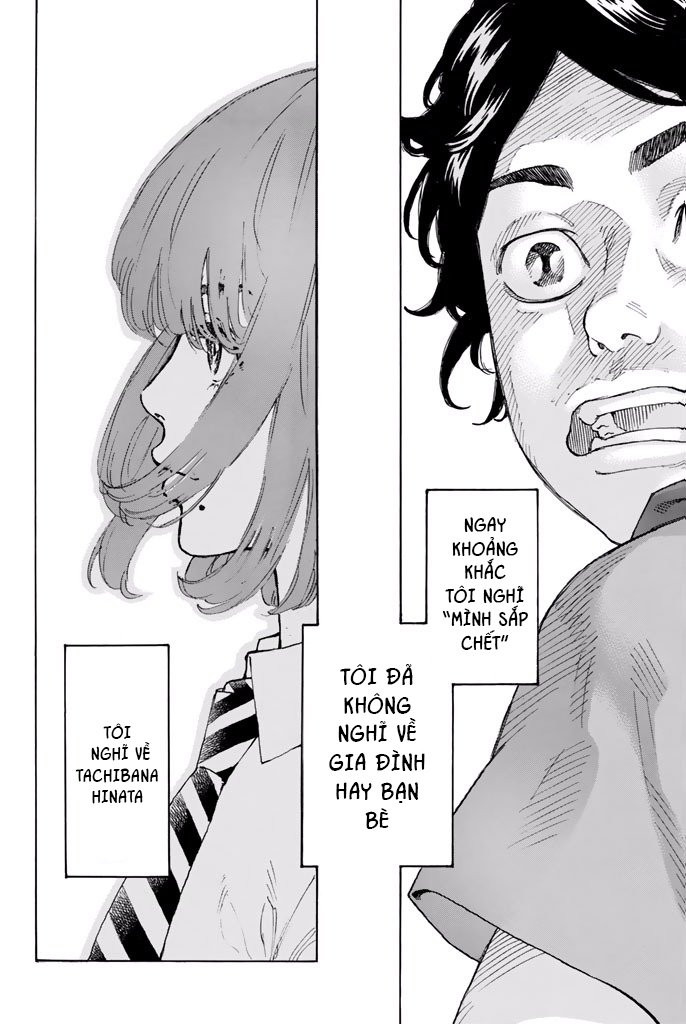 NGAY
KHOẢNG
KHẮC
TÔI NGHĨ
"MÌNH SẮP
CHẾT"
TÔI ĐÃ
KHÔNG
NGHĨ VỀ
GIA ĐÌNH
HAY BẠN
BÈ
TÔI
NGHĨ VỀ
TACHIBANA
HINATA